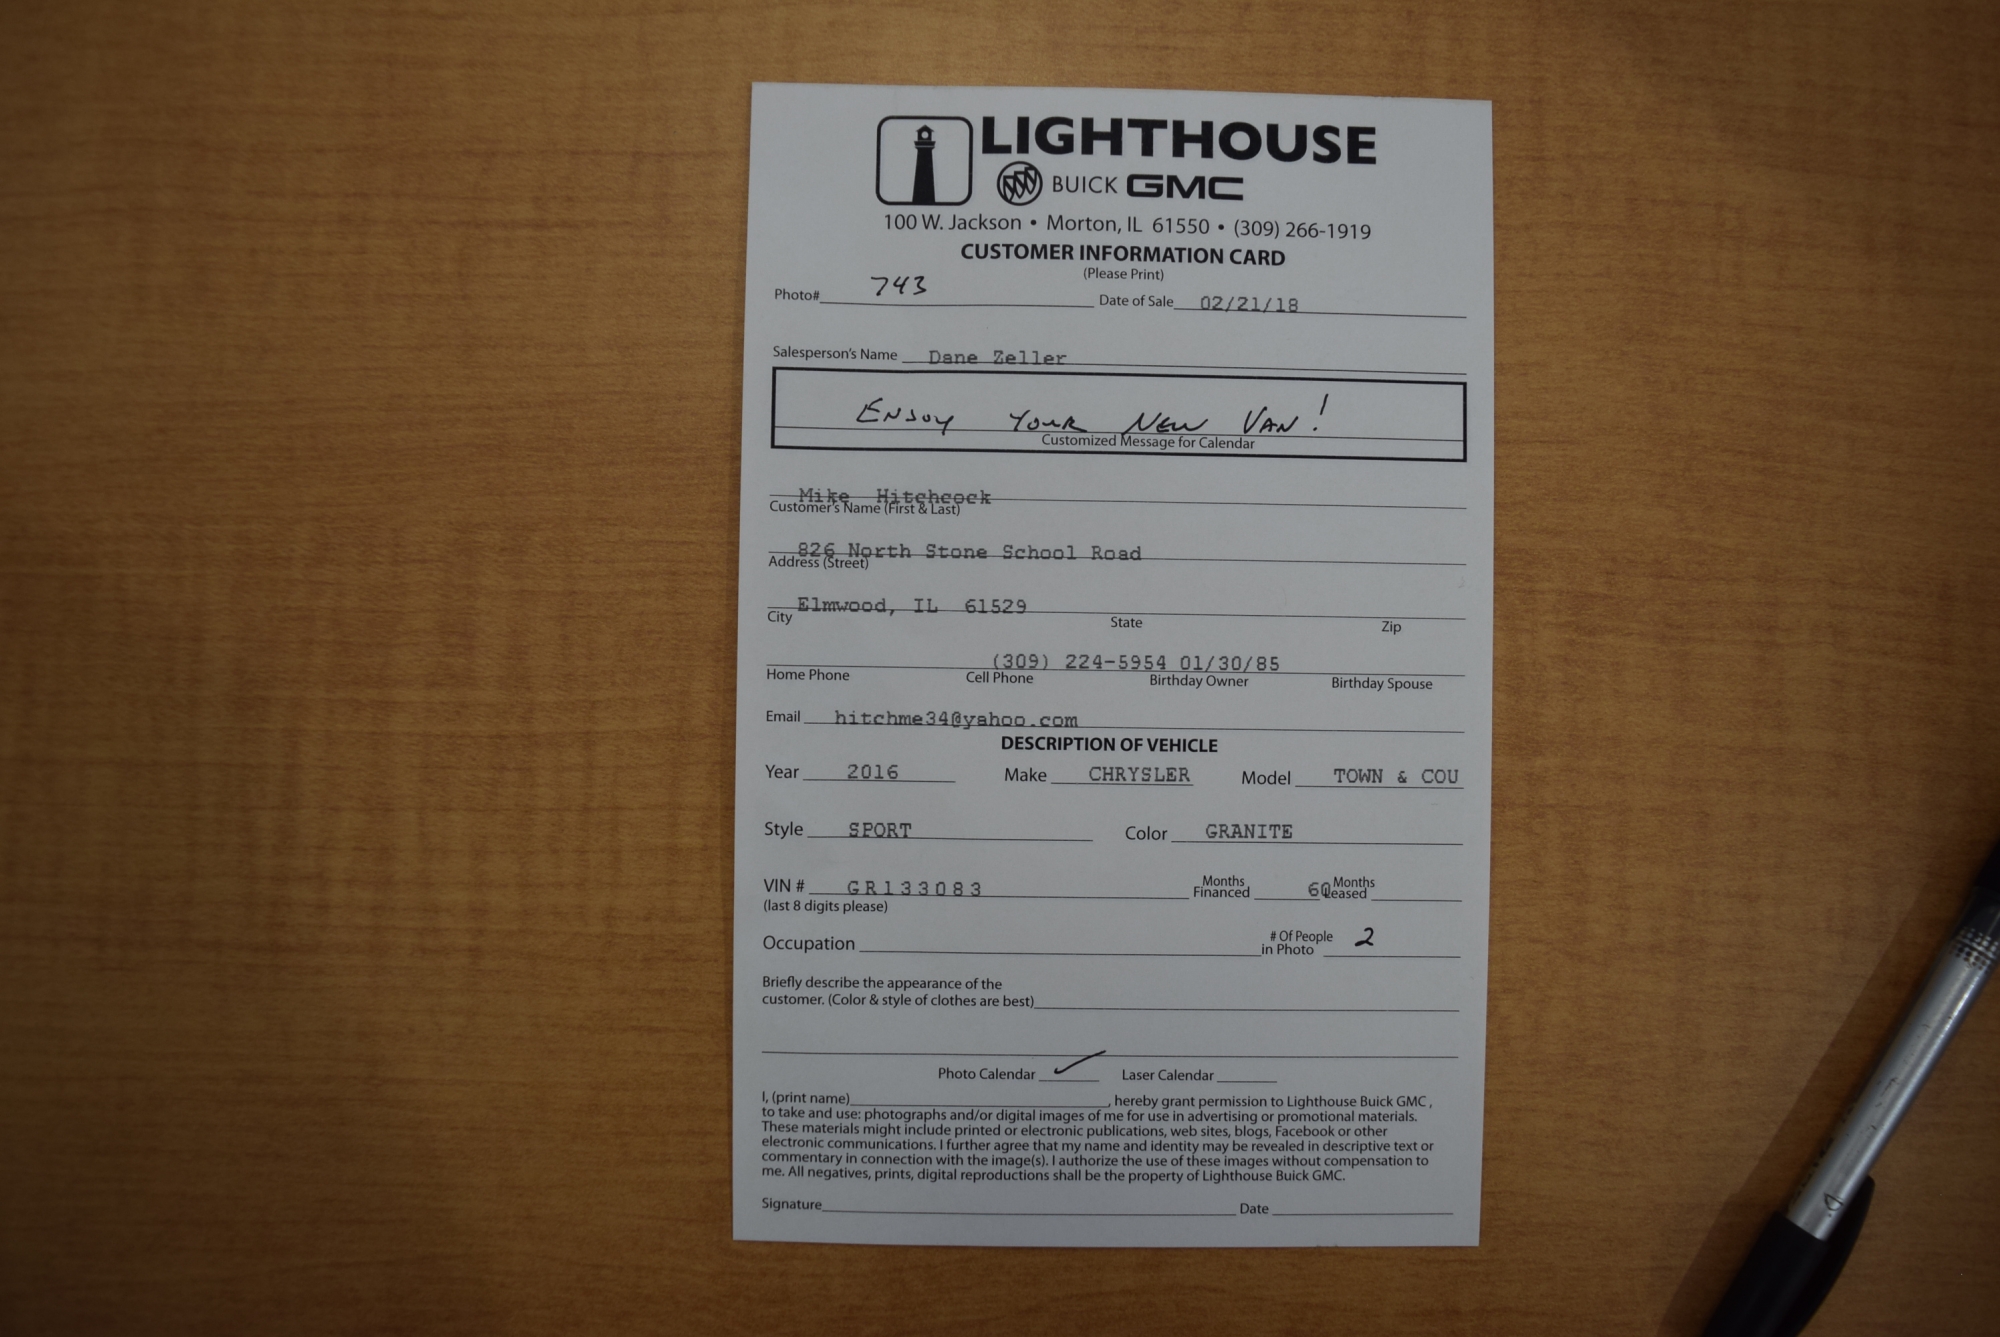 LIGHTHOUSE
BUICK GMC
100 W. Jackson • Morton, IL 61550 • (309) 266-1919
CUSTOMER INFORMATION CARD
(Please Print)
Photo# 743 Date of Sale 02/21/18
Salesperson's Name Dane Zeller
Enjoy Your New Van!
Customized Message for Calendar
Mike Hitchcock
Customer's Name (First & Last)
826 North Stone School Road
Address (Street)
Elmwood, IL 61529
City State Zip
(309) 224-5954 01/30/85
Home Phone Cell Phone Birthday Owner Birthday Spouse
Email hitchme34@yahoo.com
DESCRIPTION OF VEHICLE
Year 2016 Make CHRYSLER Model TOWN & COU
Style SPORT Color GRANITE
VIN # GR133083 Months Financed 60 Months Leased
(last 8 digits please)
Occupation # Of People in Photo 2
Briefly describe the appearance of the
customer. (Color & style of clothes are best)
Photo Calendar ✓ Laser Calendar
I, (print name) , hereby grant permission to Lighthouse Buick GMC,
to take and use: photographs and/or digital images of me for use in advertising or promotional materials.
These materials might include printed or electronic publications, web sites, blogs, Facebook or other
electronic communications. I further agree that my name and identity may be revealed in descriptive text or
commentary in connection with the image(s). I authorize the use of these images without compensation to
me. All negatives, prints, digital reproductions shall be the property of Lighthouse Buick GMC.
Signature Date